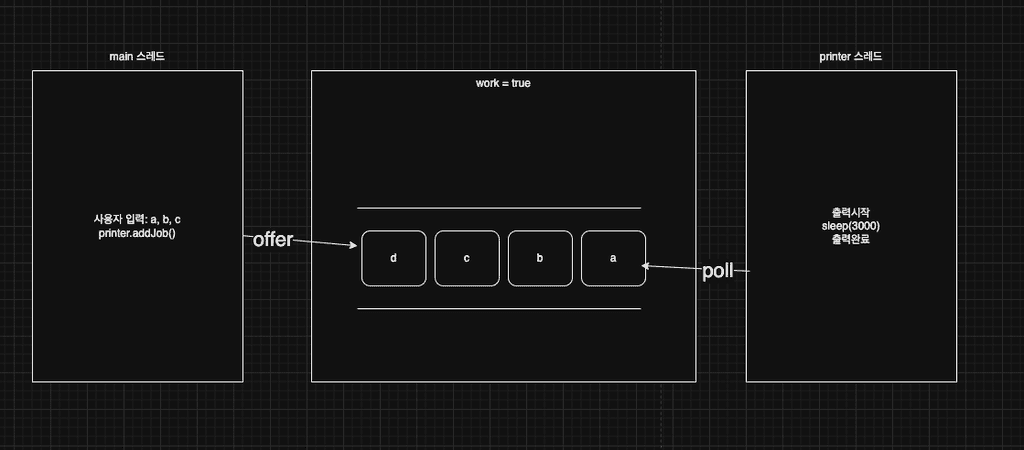 main 스레드
work = true
printer 스레드
사용자 입력: a, b, c
printer.addJob()
offer
d
c
b
a
poll
출력시작
sleep(3000)
출력완료